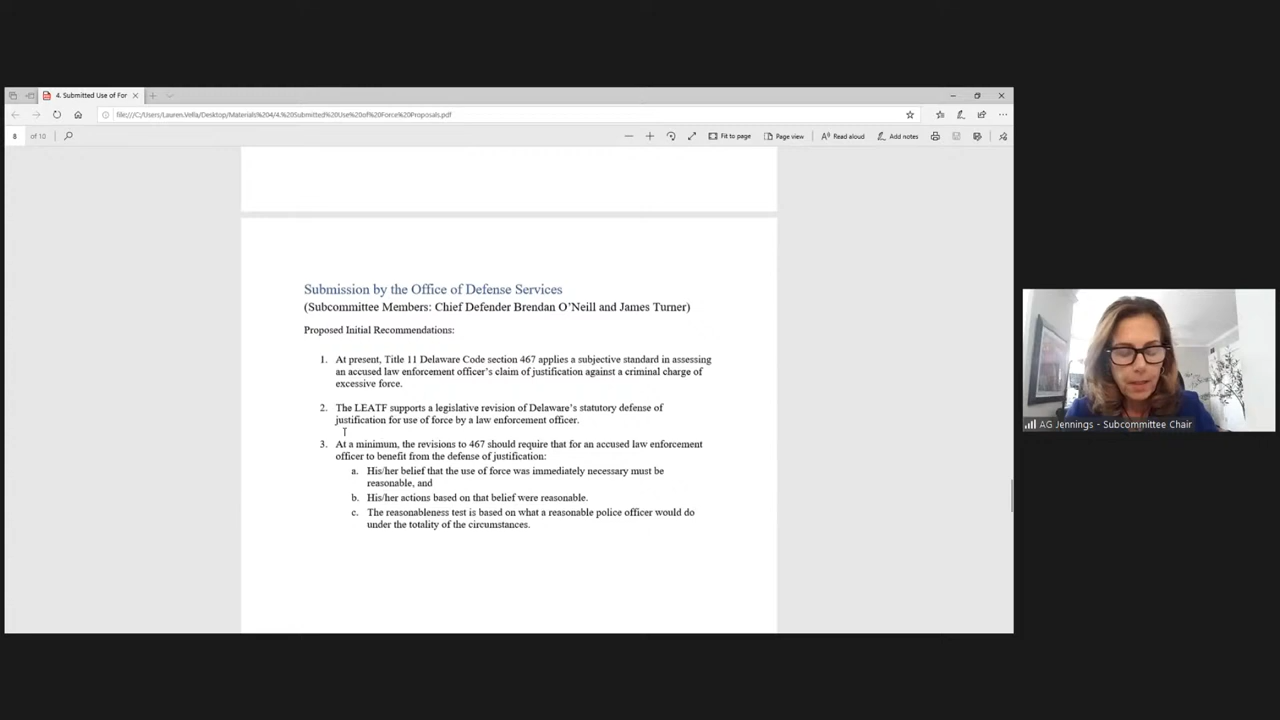 4. Submitted Use of For
file:///C:/Users/Lauren.Vella/Desktop/Materials%204/4.%20Submitted%20Use%20of%20Force%20Proposals.pdf
8 of 10
Fit to page
Page view
Read aloud
Add notes
Submission by the Office of Defense Services
(Subcommittee Members: Chief Defender Brendan O'Neill and James Turner)
Proposed Initial Recommendations:
1. At present, Title 11 Delaware Code section 467 applies a subjective standard in assessing
an accused law enforcement officer's claim of justification against a criminal charge of
excessive force.
2. The LEATF supports a legislative revision of Delaware's statutory defense of
justification for use of force by a law enforcement officer.
3. At a minimum, the revisions to 467 should require that for an accused law enforcement
officer to benefit from the defense of justification:
a. His/her belief that the use of force was immediately necessary must be
reasonable, and
b. His/her actions based on that belief were reasonable.
c. The reasonableness test is based on what a reasonable police officer would do
under the totality of the circumstances.
AG Jennings - Subcommittee Chair